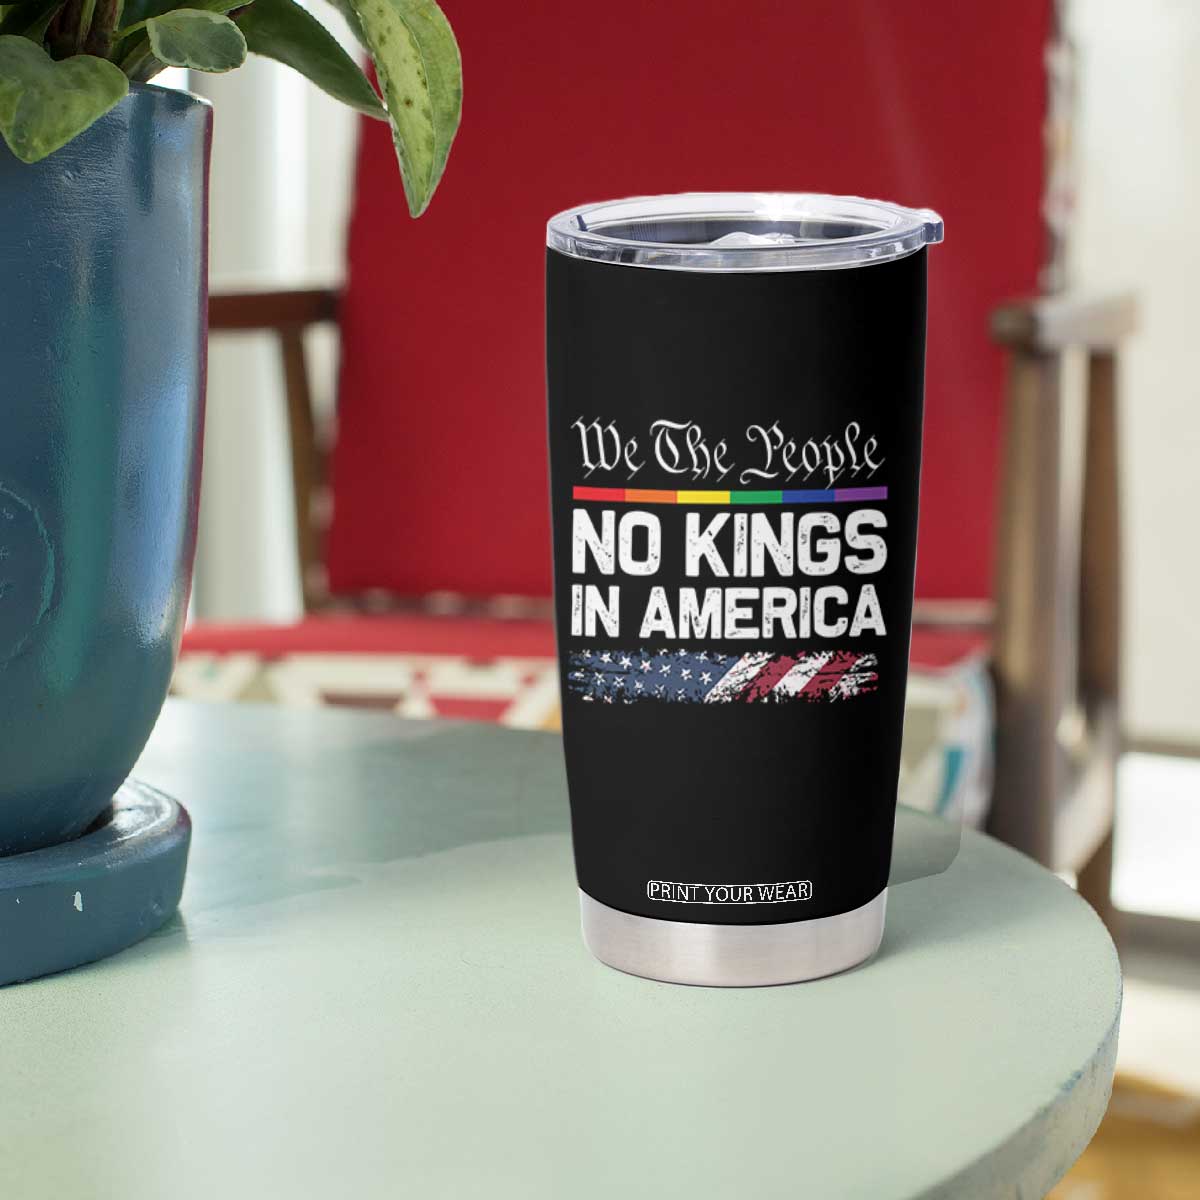 We The People
NO KINGS
IN AMERICA
PRINT YOUR WEAR